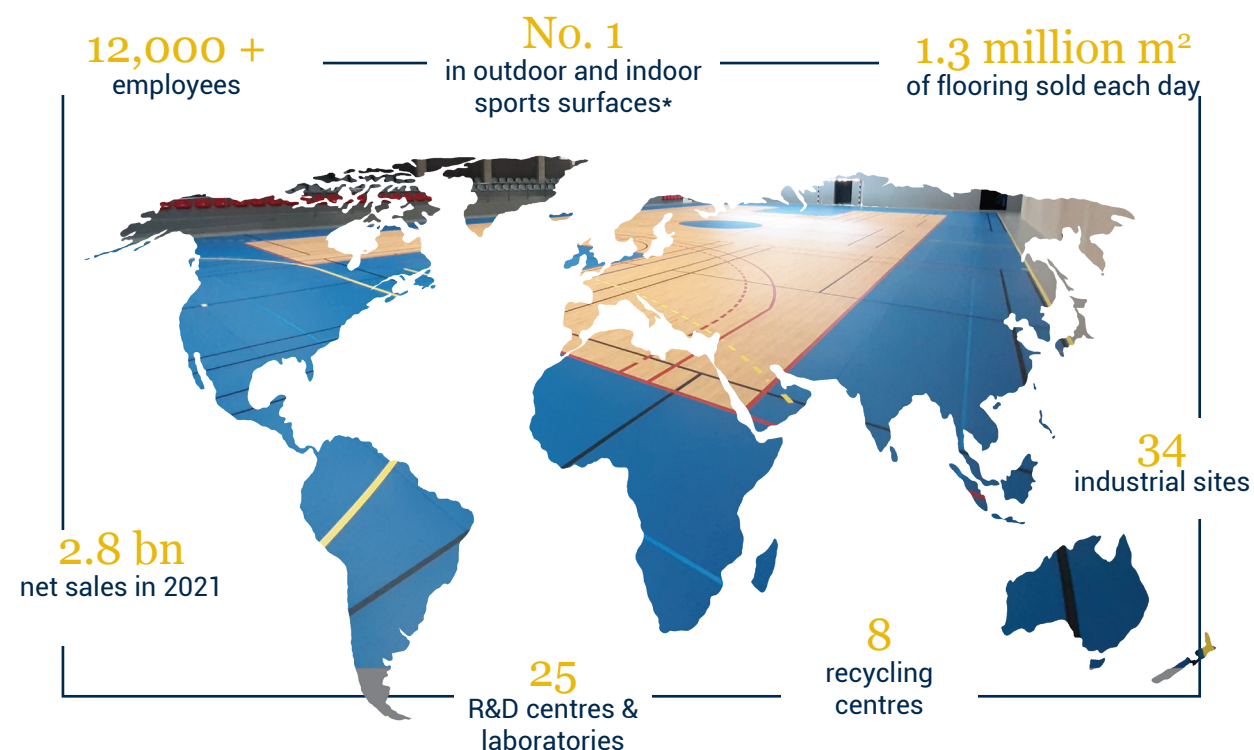 12,000 +
employees
No. 1
in outdoor and indoor
sports surfaces*
1.3 million m²
of flooring sold each day
34
industrial sites
2.8 bn
net sales in 2021
8
recycling
centres
25
R&D centres &
laboratories